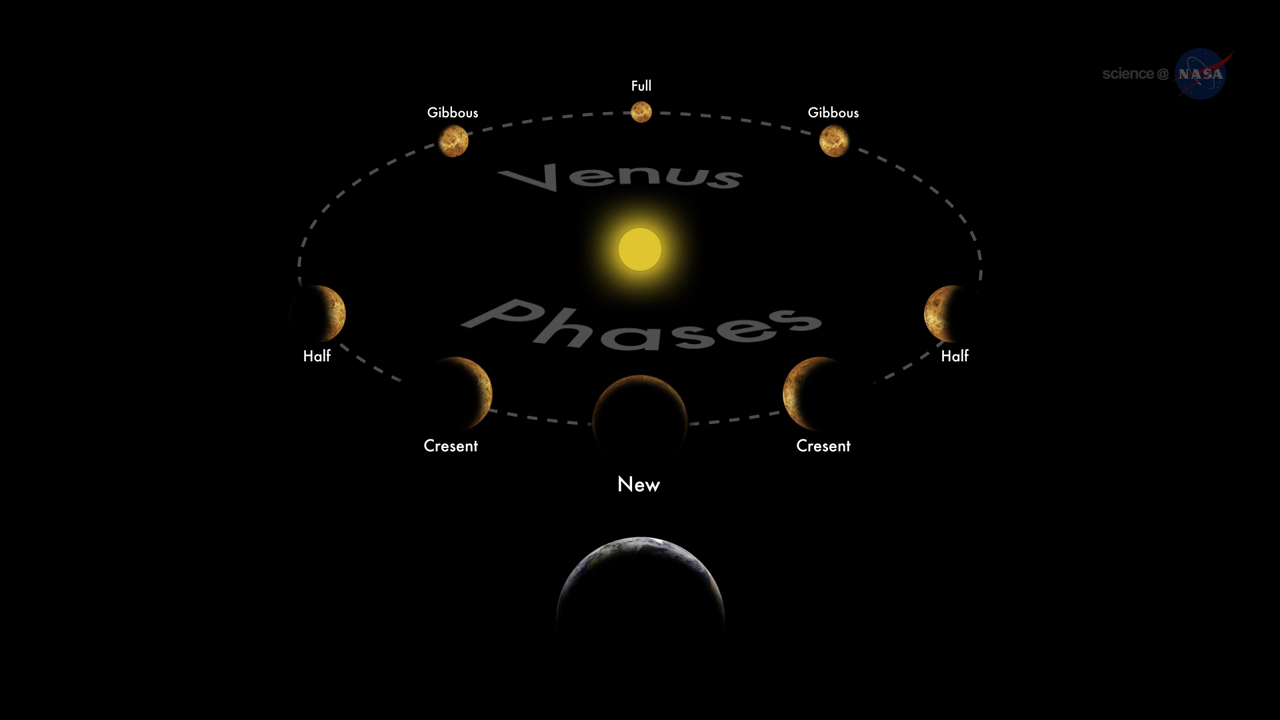 Full
Gibbous
Gibbous
science @ NASA
Venus
Phases
Half
Half
Cresent
Cresent
New